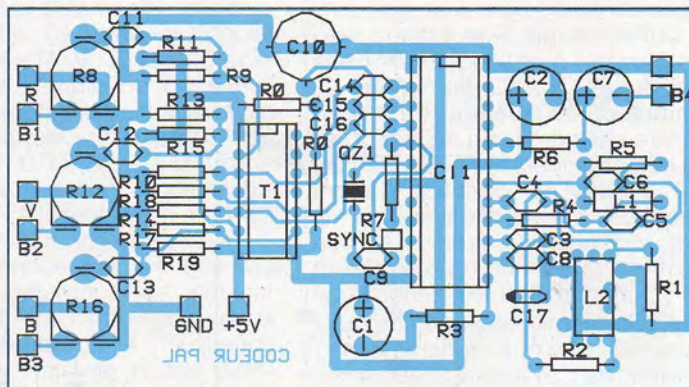 C11
R11
C10
R8
R9
C14
C2
C7
R
R0
C15
B4
B1
R13
C16
C12
R15
R0
QZ1
CI1
R6
R5
R10
T1
C4
C6
V
R12
R18
R4
L1
R14
R7
C5
B2
R17
SYNC
C3
R19
C9
C8
C13
R16
L2
R1
B
GND
+5V
C1
R3
C17
B3
CODEUR PAL
R2